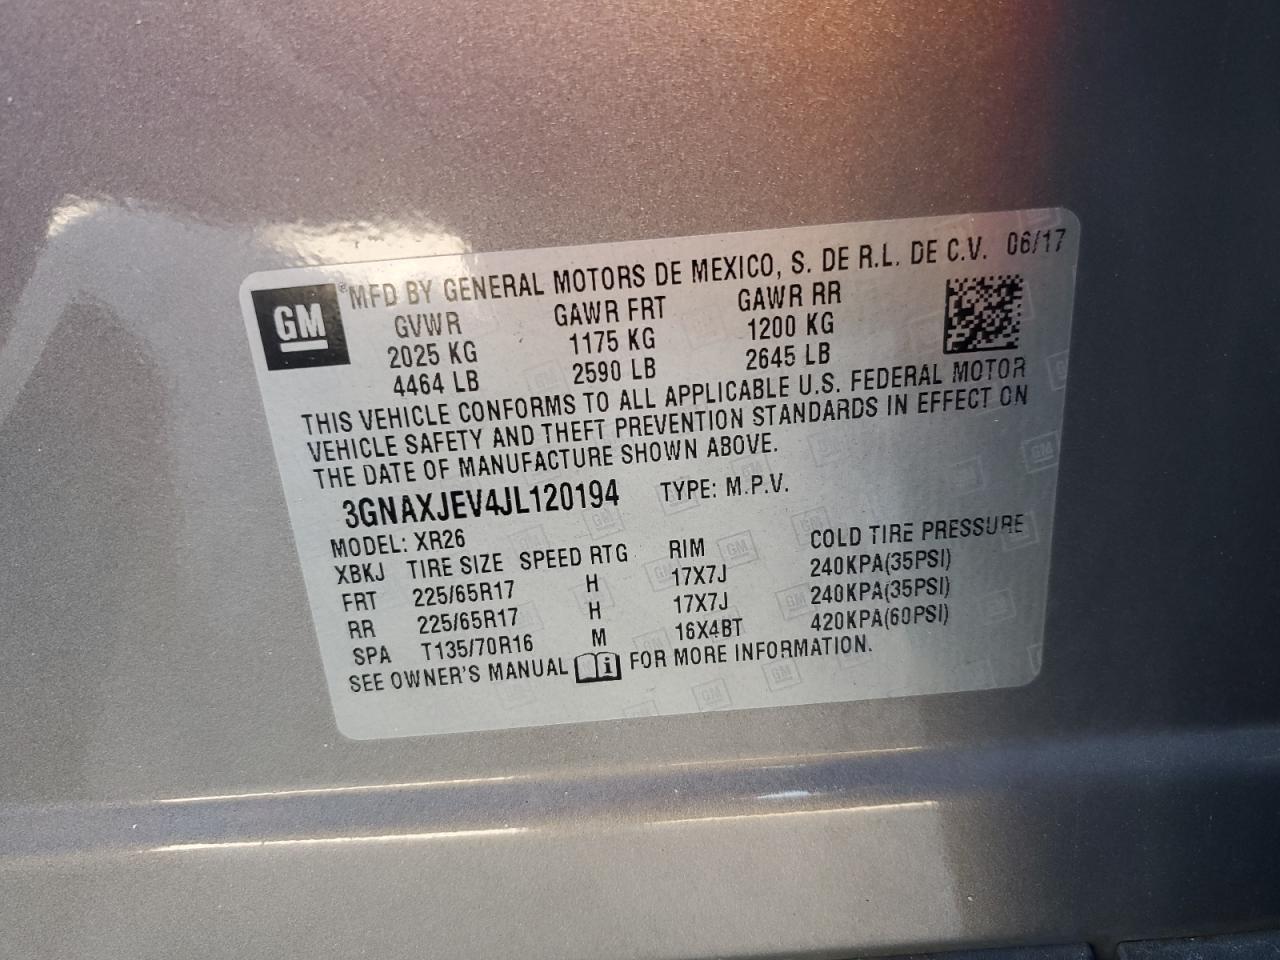 GM ® MFD BY GENERAL MOTORS DE MEXICO, S. DE R.L. DE C.V. 06/17
GVWR GAWR FRT GAWR RR
2025 KG 1175 KG 1200 KG
4464 LB 2590 LB 2645 LB
THIS VEHICLE CONFORMS TO ALL APPLICABLE U.S. FEDERAL MOTOR
VEHICLE SAFETY AND THEFT PREVENTION STANDARDS IN EFFECT ON
THE DATE OF MANUFACTURE SHOWN ABOVE.
3GNAXJEV4JL120194 TYPE: M.P.V.
MODEL: XR26
XBKJ TIRE SIZE SPEED RTG RIM COLD TIRE PRESSURE
FRT 225/65R17 H 17X7J 240KPA(35PSI)
RR 225/65R17 H 17X7J 240KPA(35PSI)
SPA T135/70R16 M 16X4BT 420KPA(60PSI)
SEE OWNER'S MANUAL i FOR MORE INFORMATION.